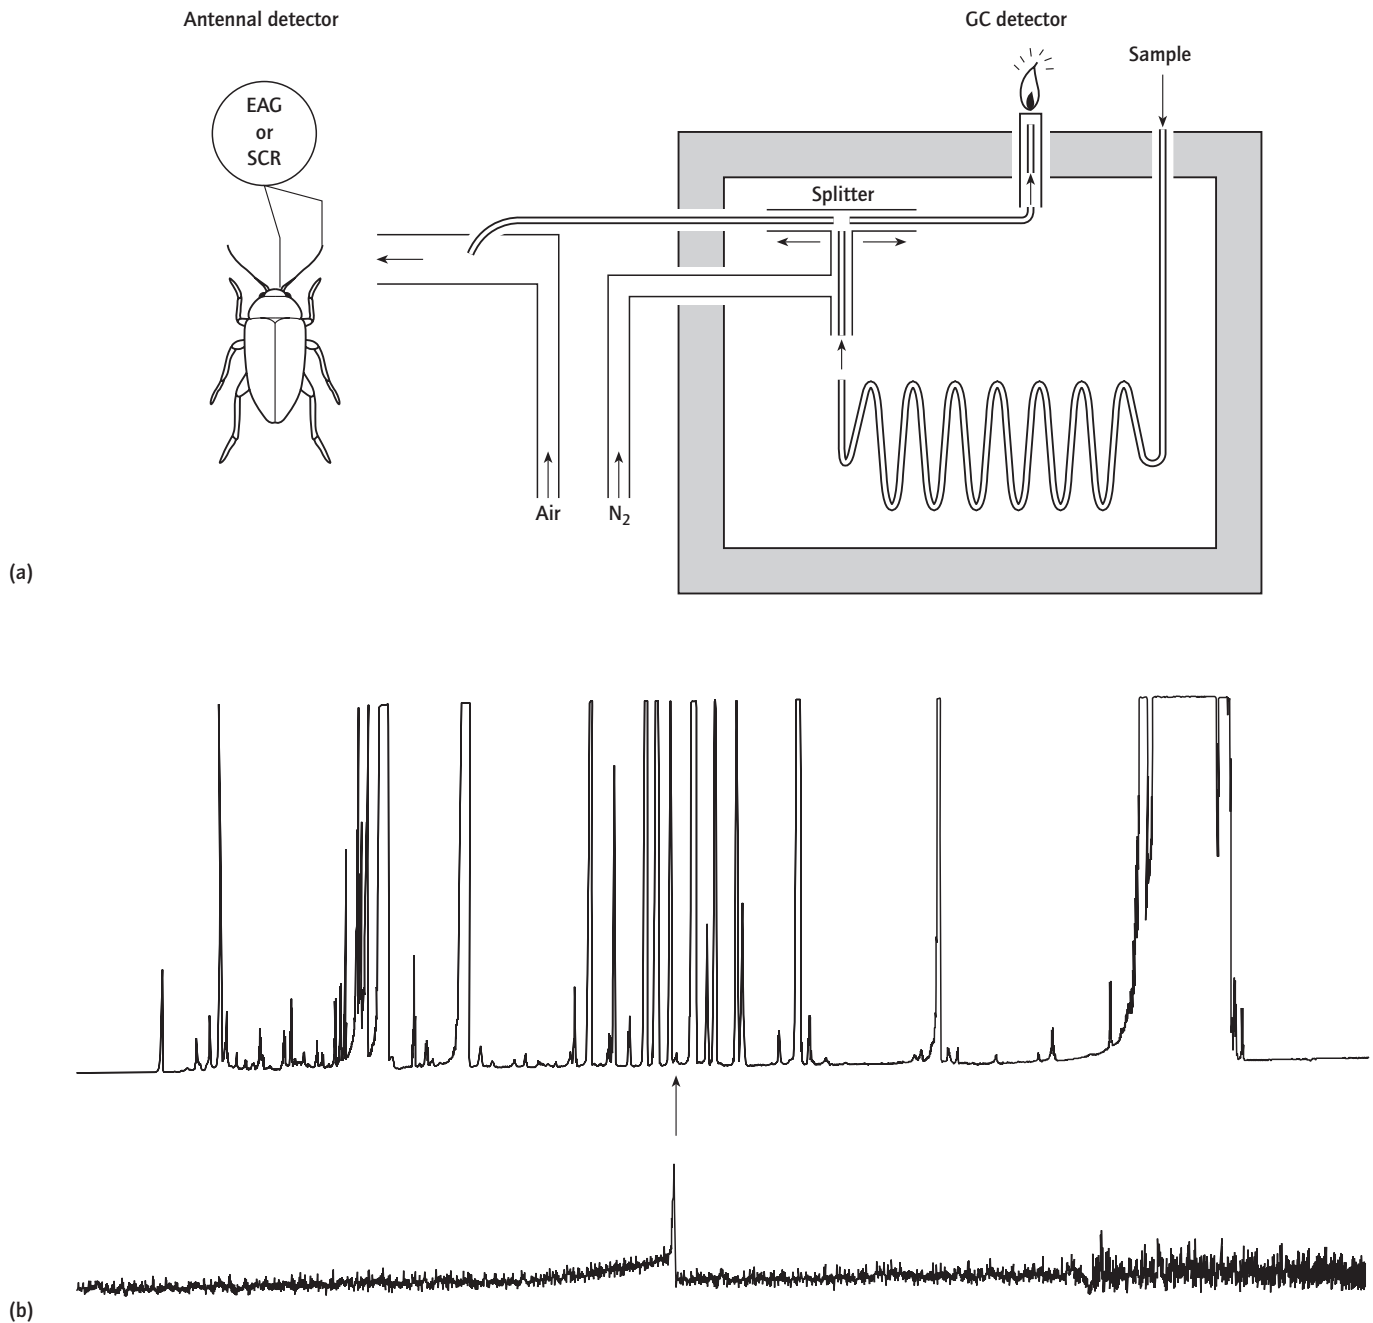 Antennal detector
GC detector
Sample
EAG
or
SCR
Splitter
Air
N₂
(a)
(b)